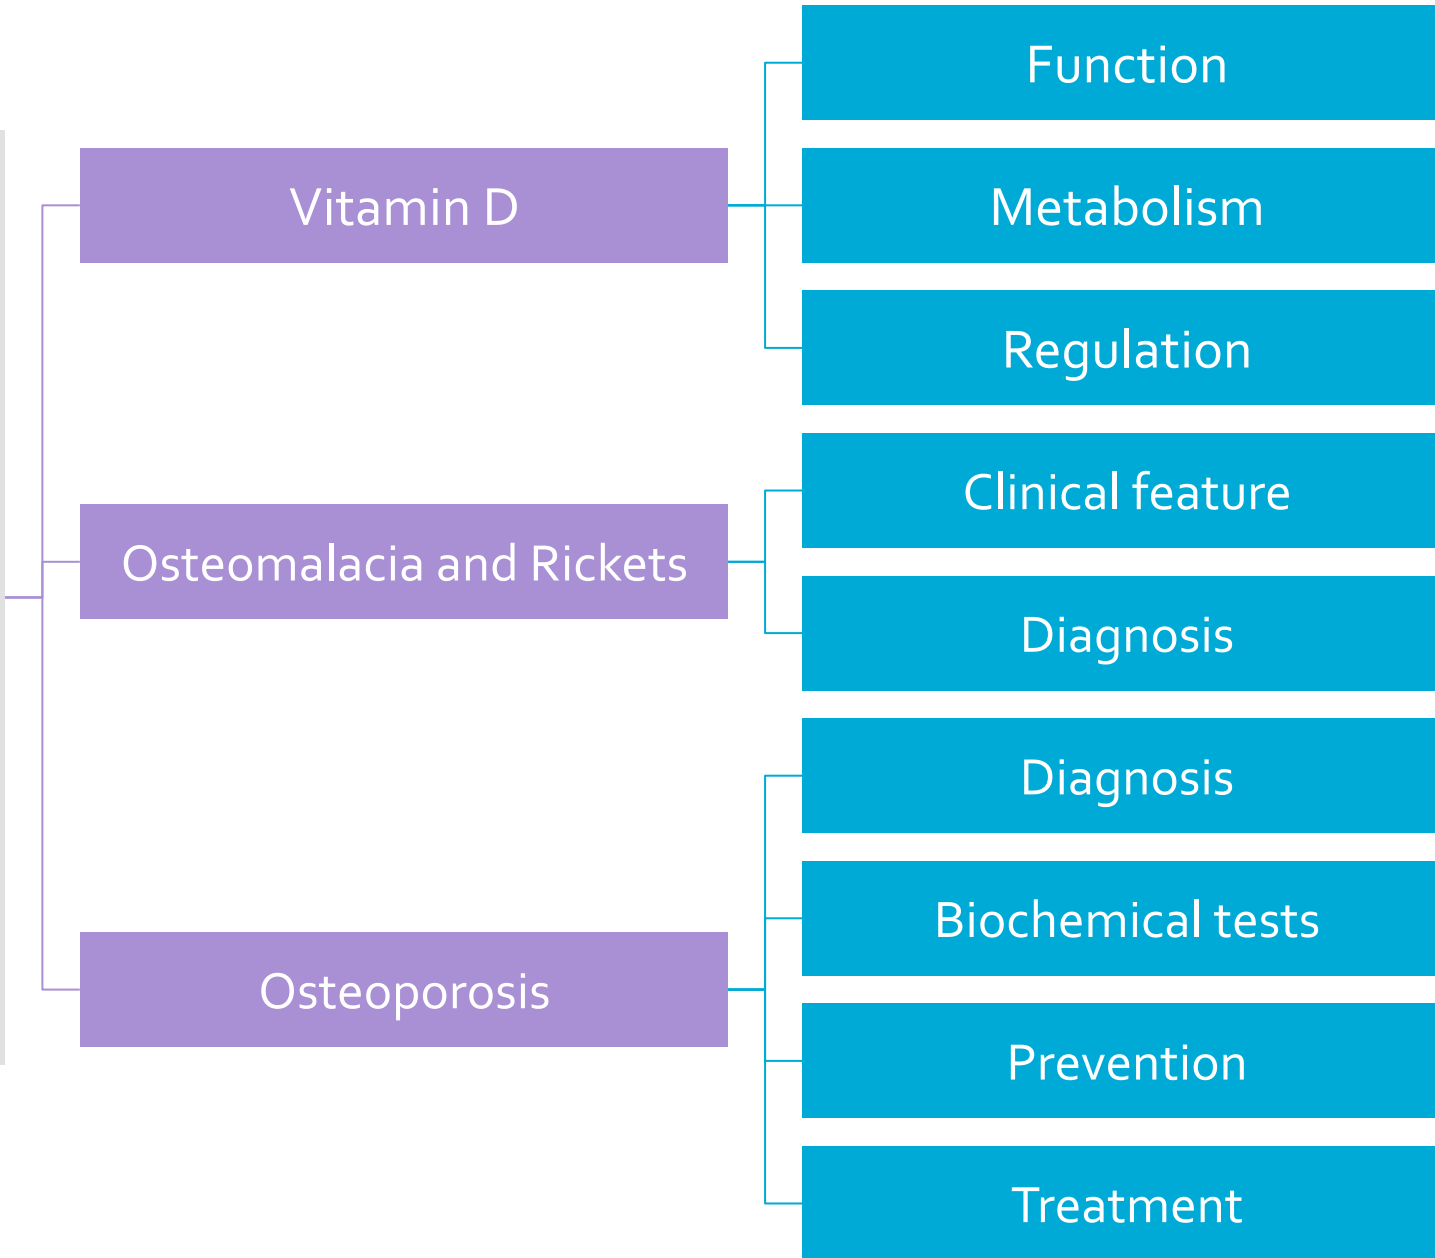 Vitamin D
Function
Metabolism
Regulation
Osteomalacia and Rickets
Clinical feature
Diagnosis
Osteoporosis
Diagnosis
Biochemical tests
Prevention
Treatment